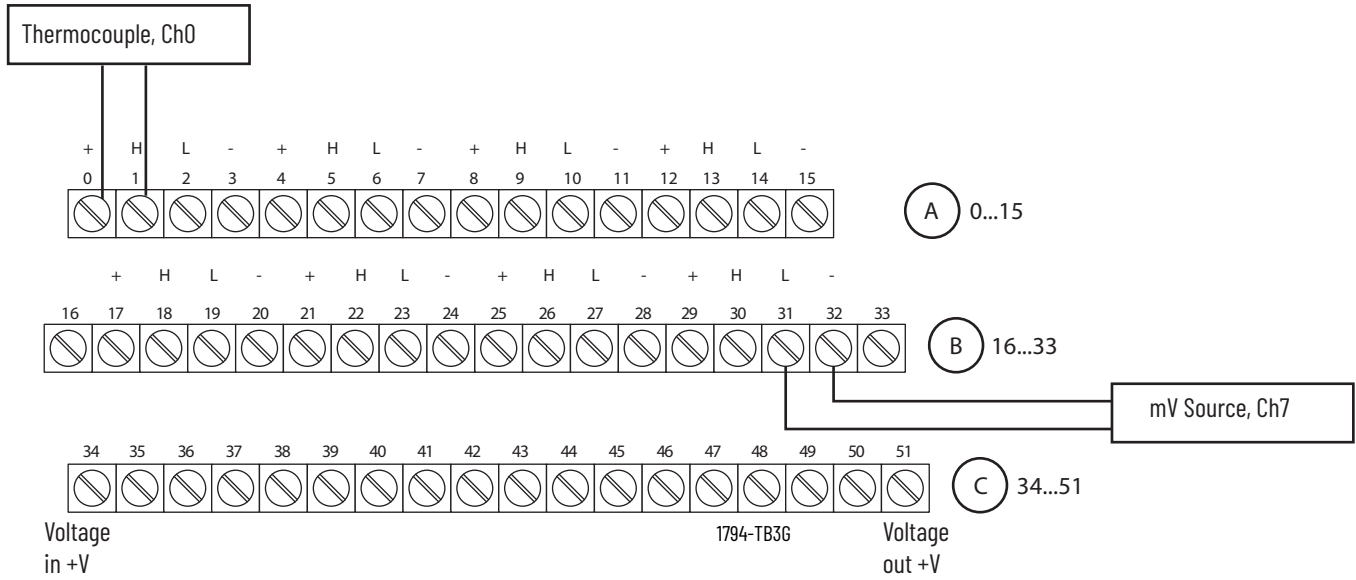 Thermocouple, Ch0
+ H L - + H L - + H L - + H L -
0 1 2 3 4 5 6 7 8 9 10 11 12 13 14 15
A 0...15
+ H L - + H L - + H L - + H L -
16 17 18 19 20 21 22 23 24 25 26 27 28 29 30 31 32 33
B 16...33
mV Source, Ch7
34 35 36 37 38 39 40 41 42 43 44 45 46 47 48 49 50 51
C 34...51
Voltage
in +V
1794-TB3G
Voltage
out +V